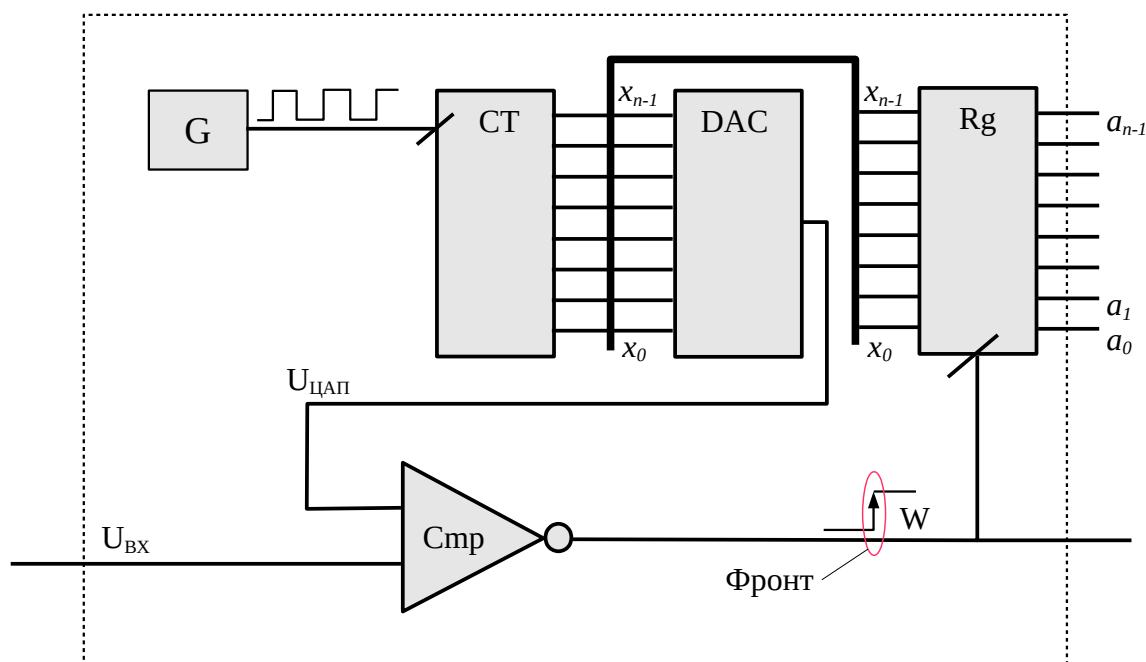 G
CT
x_{n-1}
DAC
x_{n-1}
Rg
a_{n-1}
a_1
a_0
x_0
x_0
U_{ЦАП}
Cmp
U_{ВХ}
W
Фронт